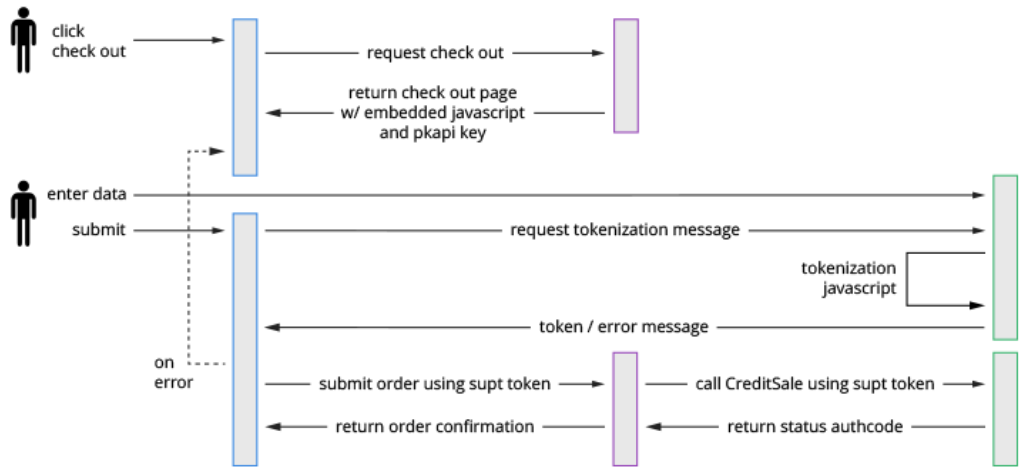 click
check out
request check out
return check out page
w/ embedded javascript
and pkapi key
enter data
submit
request tokenization message
tokenization
javascript
token / error message
on
error
submit order using supt token
call CreditSale using supt token
return order confirmation
return status authcode